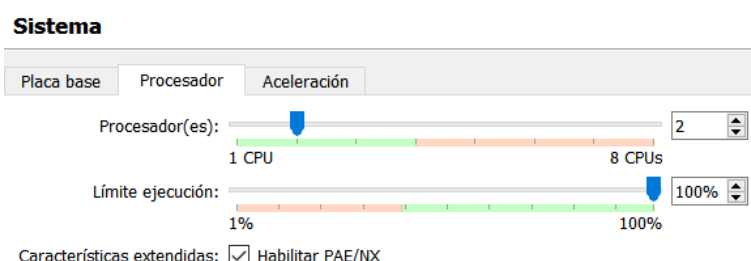 Sistema
Placa base Procesador Aceleración
Procesador(es): 2
1 CPU 8 CPUs
Límite ejecución: 100%
1% 100%
Características extendidas: Habilitar PAE/NX